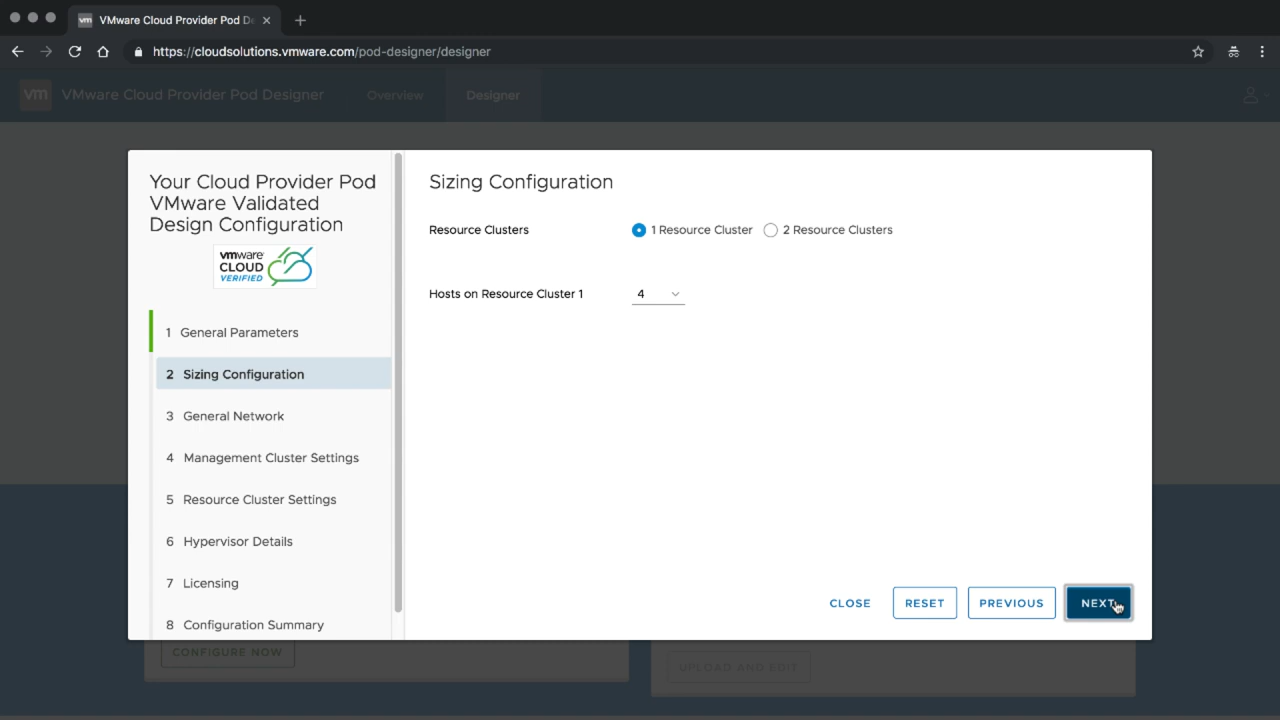 vm VMware Cloud Provider Pod De
https://cloudsolutions.vmware.com/pod-designer/designer
vm VMware Cloud Provider Pod Designer Overview Designer
Your Cloud Provider Pod
VMware Validated
Design Configuration
vmware
CLOUD
VERIFIED
1 General Parameters
2 Sizing Configuration
3 General Network
4 Management Cluster Settings
5 Resource Cluster Settings
6 Hypervisor Details
7 Licensing
8 Configuration Summary
Sizing Configuration
Resource Clusters 1 Resource Cluster 2 Resource Clusters
Hosts on Resource Cluster 1 4
CLOSE RESET PREVIOUS NEXT
CONFIGURE NOW
UPLOAD AND EDIT